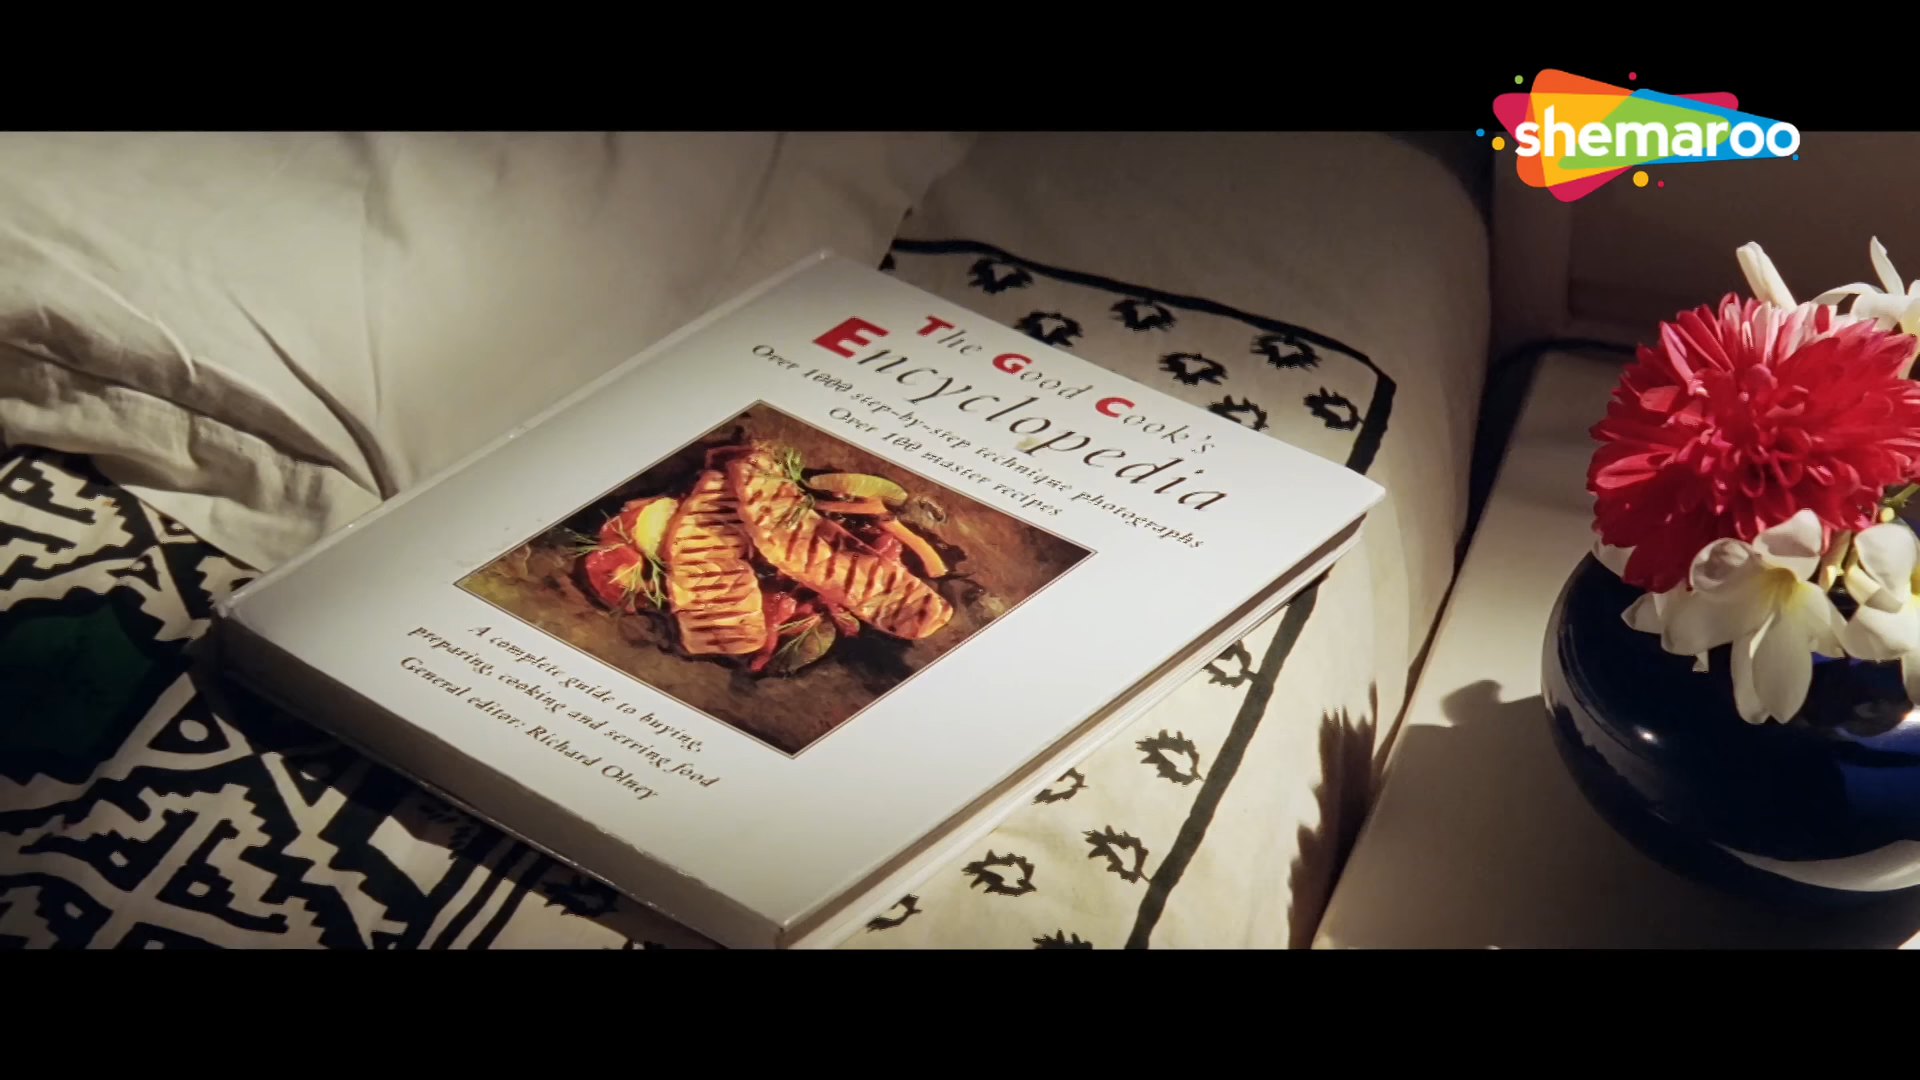 shemaroo
The Good Cook's
Encyclopedia
Over 1000 step-by-step technique photographs
Over 100 master recipes
A complete guide to buying,
preparing, cooking and serving food
General editor: Richard Olney